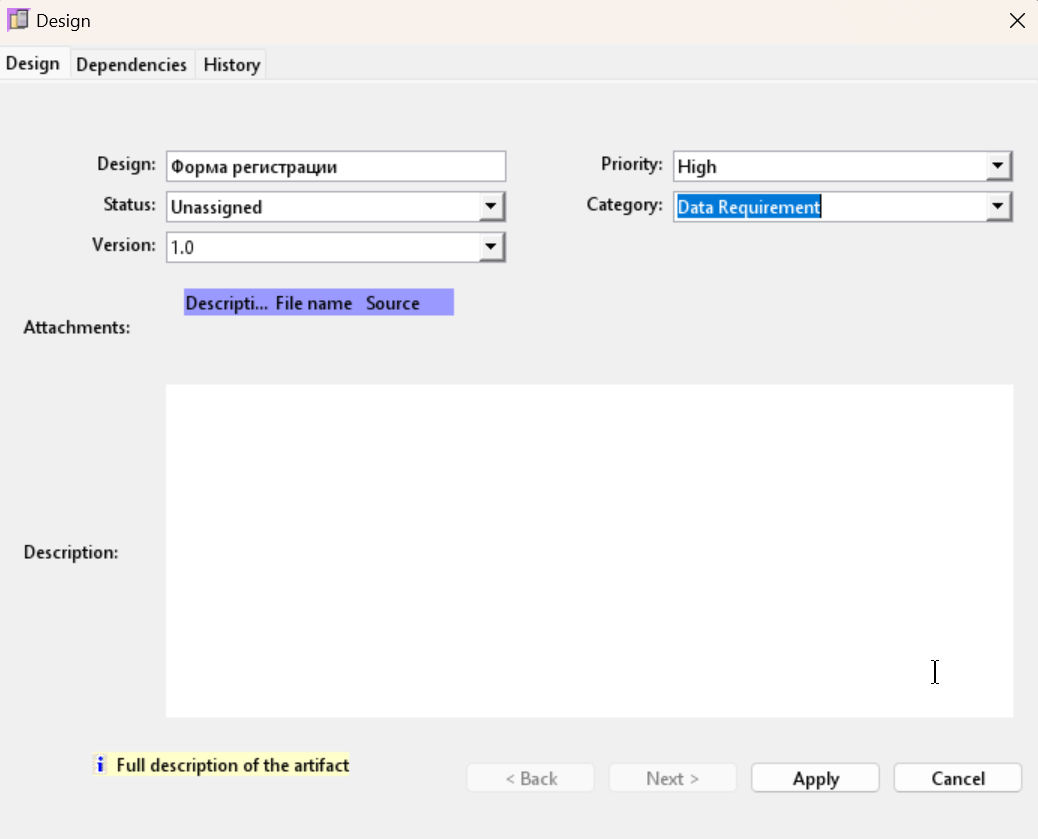 Design
Design Dependencies History
Design: Форма регистрации Priority: High
Status: Unassigned Category: Data Requirement
Version: 1.0
Descripti... File name Source
Attachments:
Description:
Full description of the artifact
< Back Next > Apply Cancel